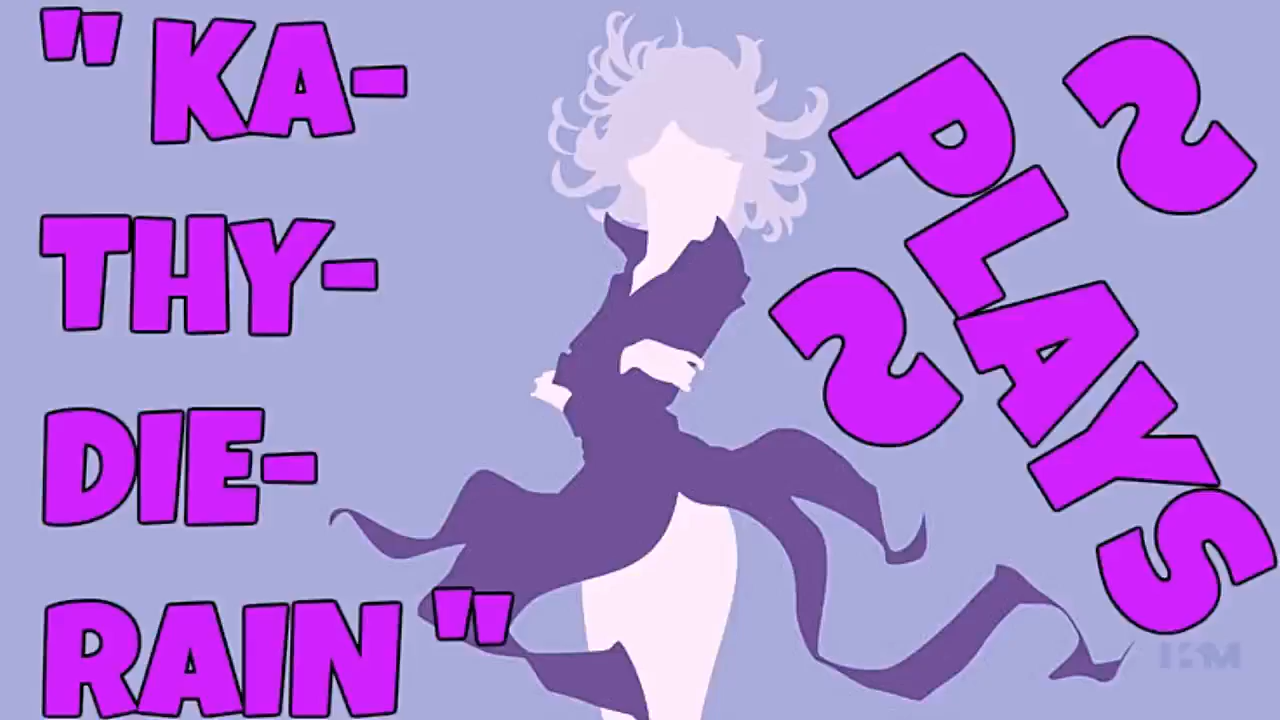 " KA-
THY-
DIE-
RAIN "
S PLAYS S